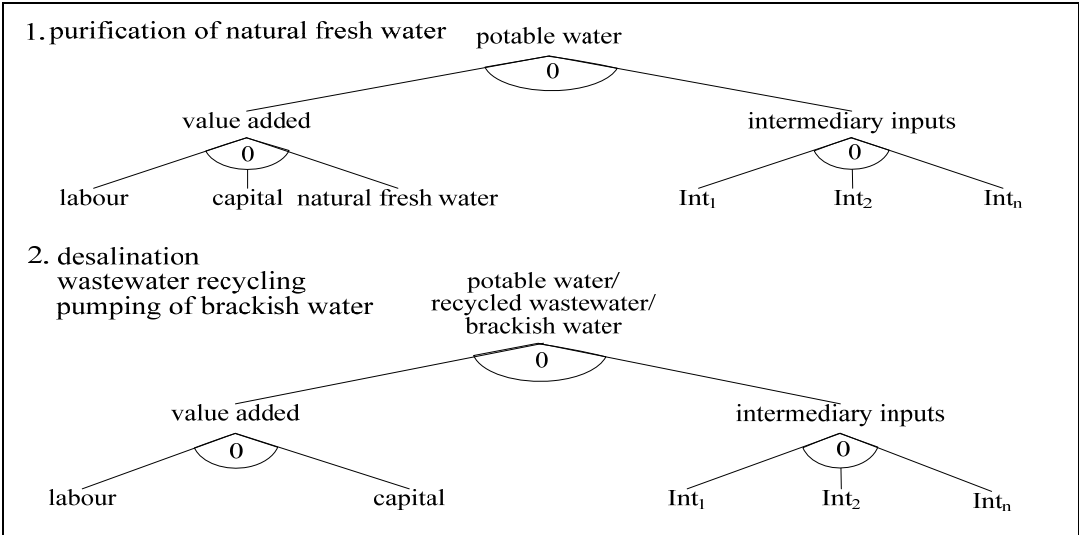 1. purification of natural fresh water
potable water
0
value added
intermediary inputs
0
0
labour
capital
natural fresh water
Int₁
Int₂
Intₙ
2. desalination
wastewater recycling
pumping of brackish water
potable water/
recycled wastewater/
brackish water
0
value added
intermediary inputs
0
0
labour
capital
Int₁
Int₂
Intₙ